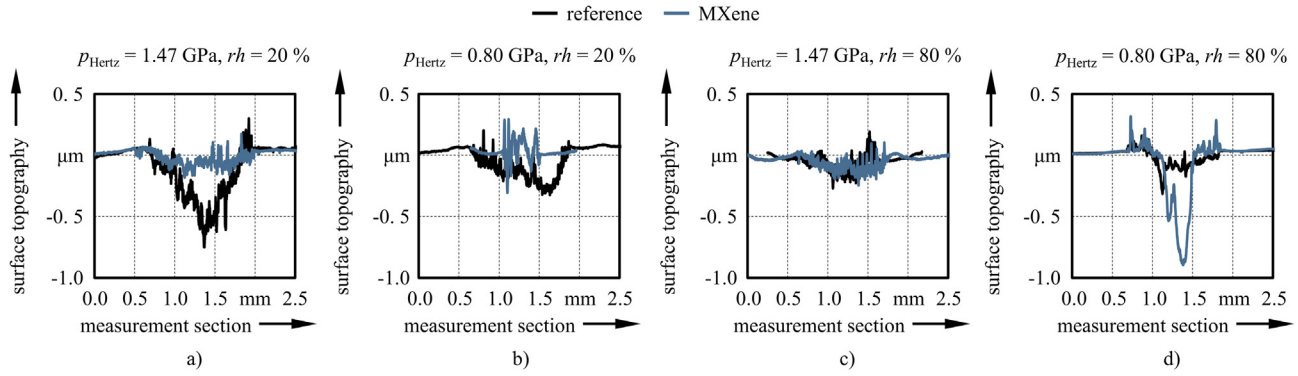 reference MXene
pHertz = 1.47 GPa, rh = 20 %
surface topography
0.5
µm
-0.5
-1.0
0.0 0.5 1.0 1.5 mm 2.5
measurement section
a)
pHertz = 0.80 GPa, rh = 20 %
surface topography
0.5
µm
-0.5
-1.0
0.0 0.5 1.0 1.5 mm 2.5
measurement section
b)
pHertz = 1.47 GPa, rh = 80 %
surface topography
0.5
µm
-0.5
-1.0
0.0 0.5 1.0 1.5 mm 2.5
measurement section
c)
pHertz = 0.80 GPa, rh = 80 %
surface topography
0.5
µm
-0.5
-1.0
0.0 0.5 1.0 1.5 mm 2.5
measurement section
d)